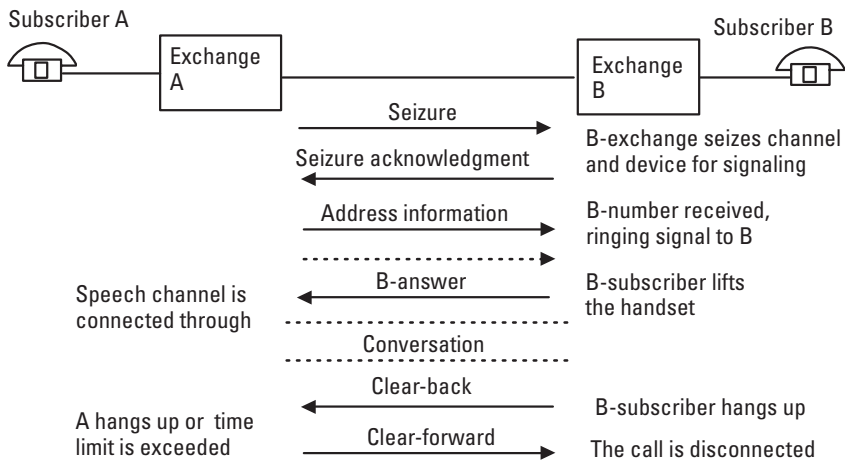 Subscriber A
Subscriber B
Exchange
A
Exchange
B
Seizure
B-exchange seizes channel
and device for signaling
Seizure acknowledgment
Address information
B-number received,
ringing signal to B
B-answer
B-subscriber lifts
the handset
Speech channel is
connected through
Conversation
Clear-back
B-subscriber hangs up
A hangs up or time
limit is exceeded
Clear-forward
The call is disconnected